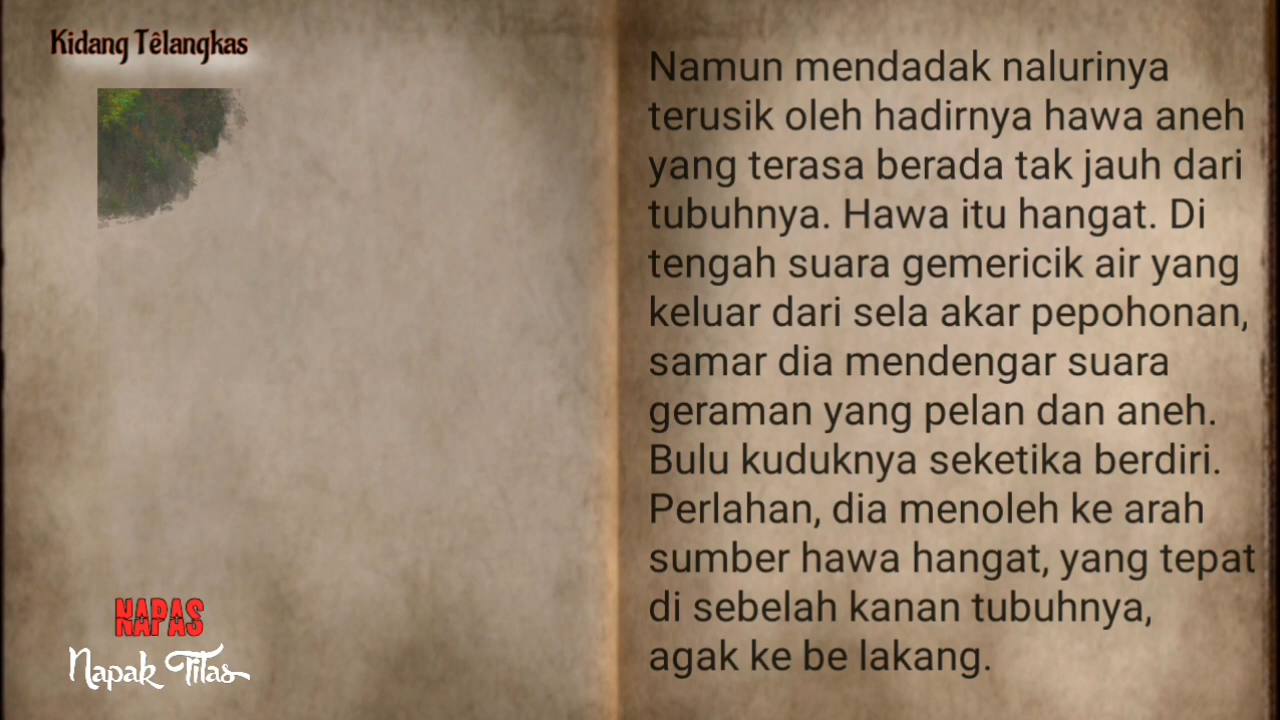 Kidang Têlangkas
NAPAS
Napak Tilas
Namun mendadak nalurinya
terusik oleh hadirnya hawa aneh
yang terasa berada tak jauh dari
tubuhnya. Hawa itu hangat. Di
tengah suara gemericik air yang
keluar dari sela akar pepohonan,
samar dia mendengar suara
geraman yang pelan dan aneh.
Bulu kuduknya seketika berdiri.
Perlahan, dia menoleh ke arah
sumber hawa hangat, yang tepat
di sebelah kanan tubuhnya,
agak ke be lakang.